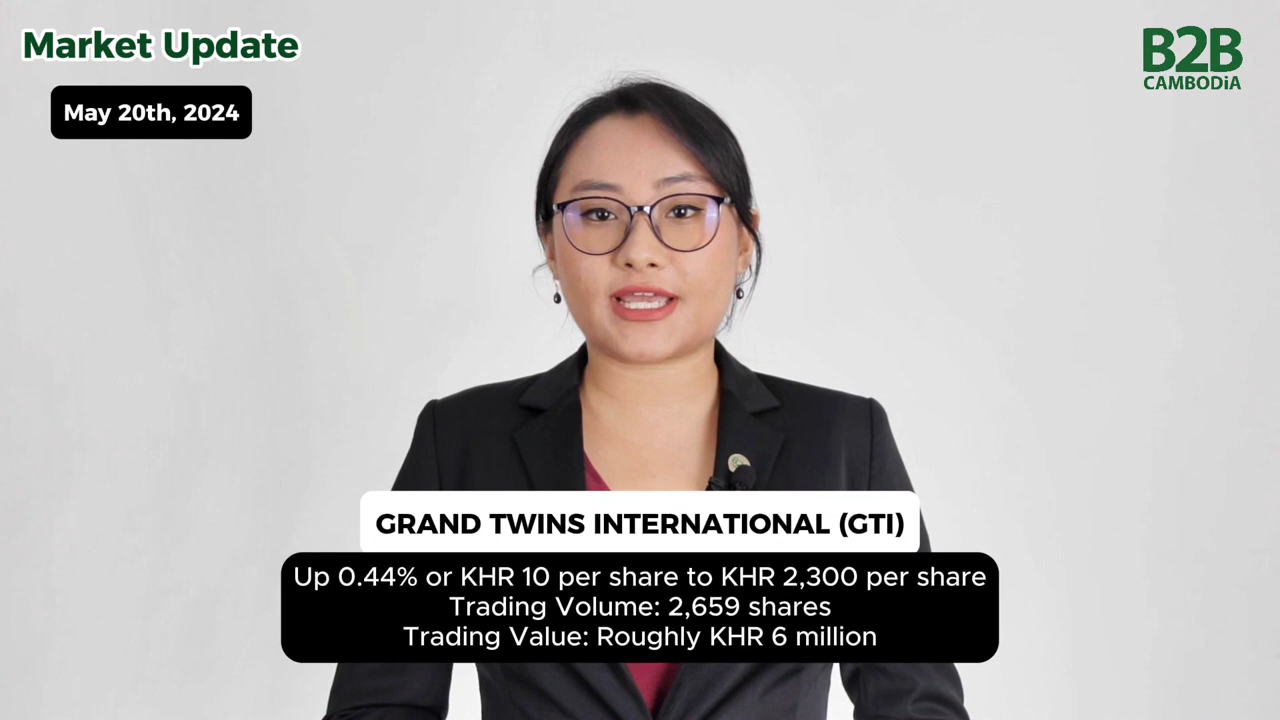 Market Update
B2B
CAMBODiA
May 20th, 2024
GRAND TWINS INTERNATIONAL (GTI)
Up 0.44% or KHR 10 per share to KHR 2,300 per share
Trading Volume: 2,659 shares
Trading Value: Roughly KHR 6 million